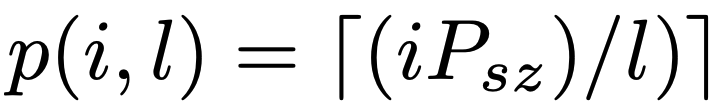 p(i, l) = ⌈(iP_{sz})/l)⌉